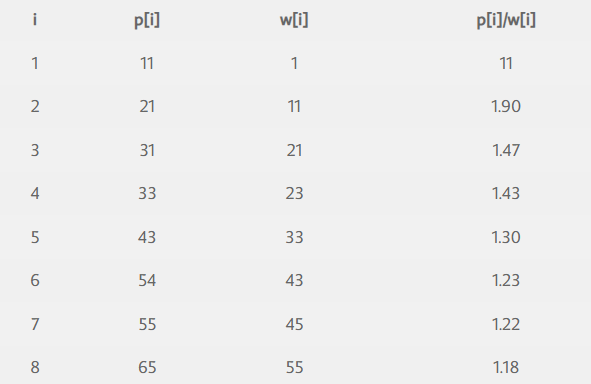 i p[i] w[i] p[i]/w[i]
1 11 1 11
2 21 11 1.90
3 31 21 1.47
4 33 23 1.43
5 43 33 1.30
6 54 43 1.23
7 55 45 1.22
8 65 55 1.18